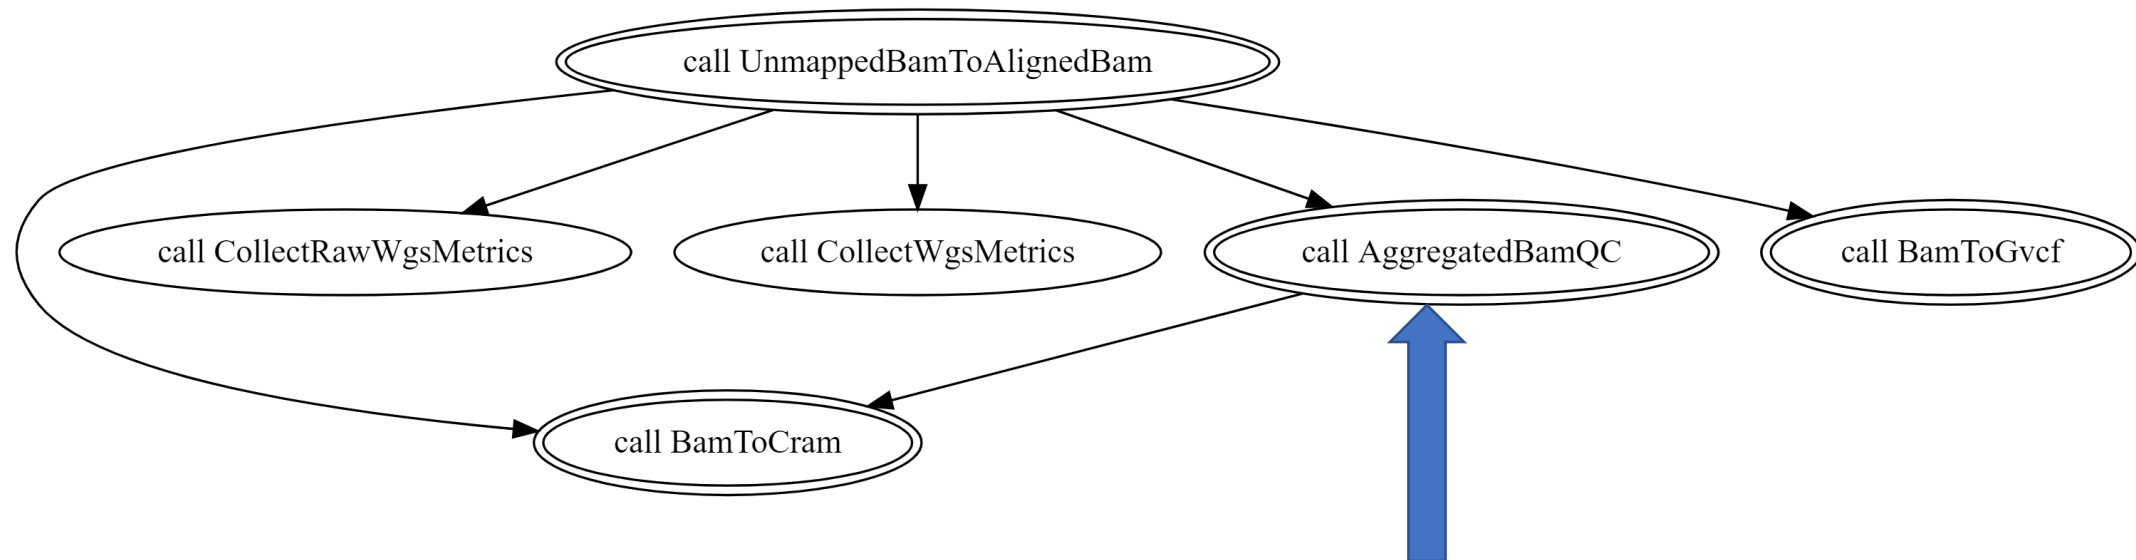 call UnmappedBamToAlignedBam
call CollectRawWgsMetrics
call CollectWgsMetrics
call AggregatedBamQC
call BamToGvcf
call BamToCram